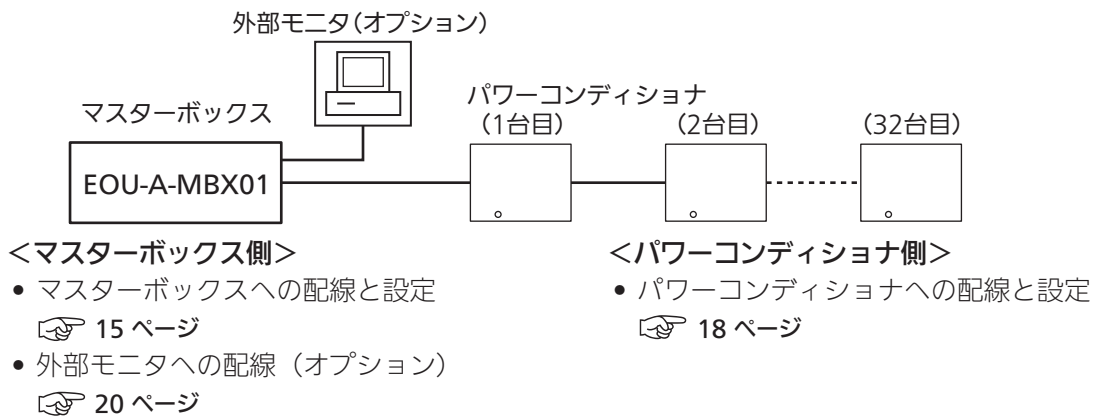 外部モニタ(オプション)
マスターボックス
パワーコンディショナ
(1台目)
(2台目)
(32台目)
EOU-A-MBX01
＜マスターボックス側＞
• マスターボックスへの配線と設定
☞ 15 ページ
• 外部モニタへの配線（オプション）
☞ 20 ページ
＜パワーコンディショナ側＞
• パワーコンディショナへの配線と設定
☞ 18 ページ